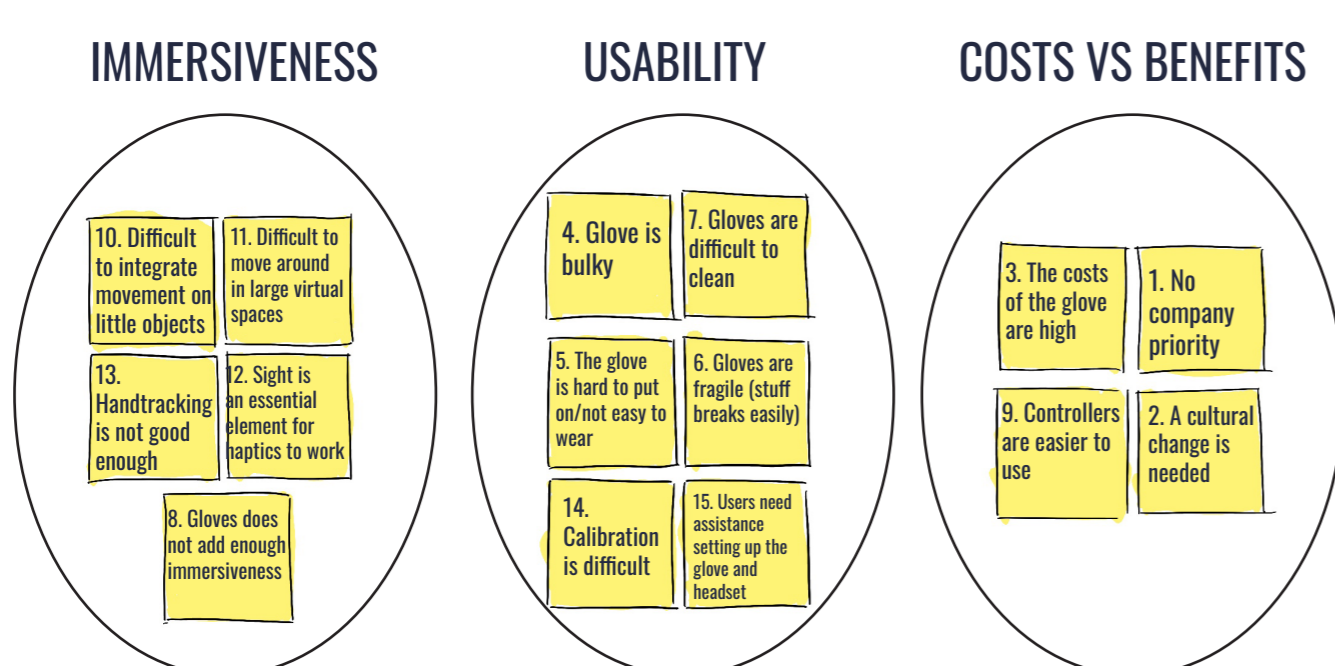 IMMERSIVENESS
10. Difficult
to integrate
movement on
little objects
11. Difficult to
move around
in large virtual
spaces
13.
Handtracking
is not good
enough
12. Sight is
an essential
element for
haptics to work
8. Gloves does
not add enough
immersiveness
USABILITY
4. Glove is
bulky
7. Gloves are
difficult to
clean
5. The glove
is hard to put
on/not easy to
wear
6. Gloves are
fragile (stuff
breaks easily)
14.
Calibration
is difficult
15. Users need
assistance
setting up the
glove and
headset
COSTS VS BENEFITS
3. The costs
of the glove
are high
1. No
company
priority
9. Controllers
are easier to
use
2. A cultural
change is
needed